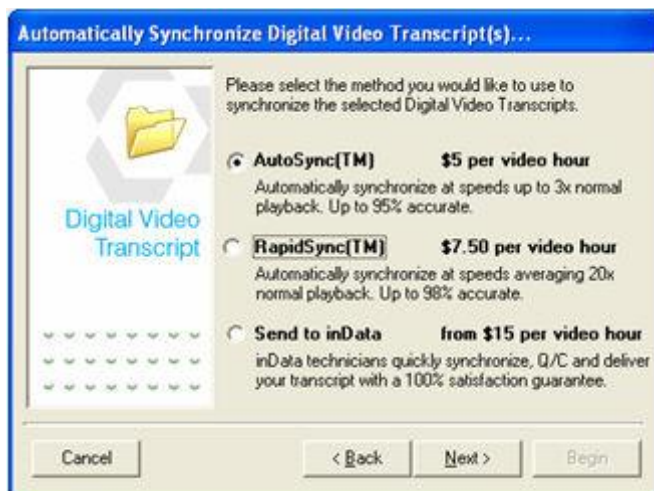 Automatically Synchronize Digital Video Transcript(s)...
Please select the method you would like to use to
synchronize the selected Digital Video Transcripts.
AutoSync(TM) $5 per video hour
Automatically synchronize at speeds up to 3x normal
playback. Up to 95% accurate.
Digital Video
Transcript
RapidSync(TM) $7.50 per video hour
Automatically synchronize at speeds averaging 20x
normal playback. Up to 98% accurate.
Send to inData from $15 per video hour
inData technicians quickly synchronize, Q/C and deliver
your transcript with a 100% satisfaction guarantee.
Cancel < Back Next > Begin